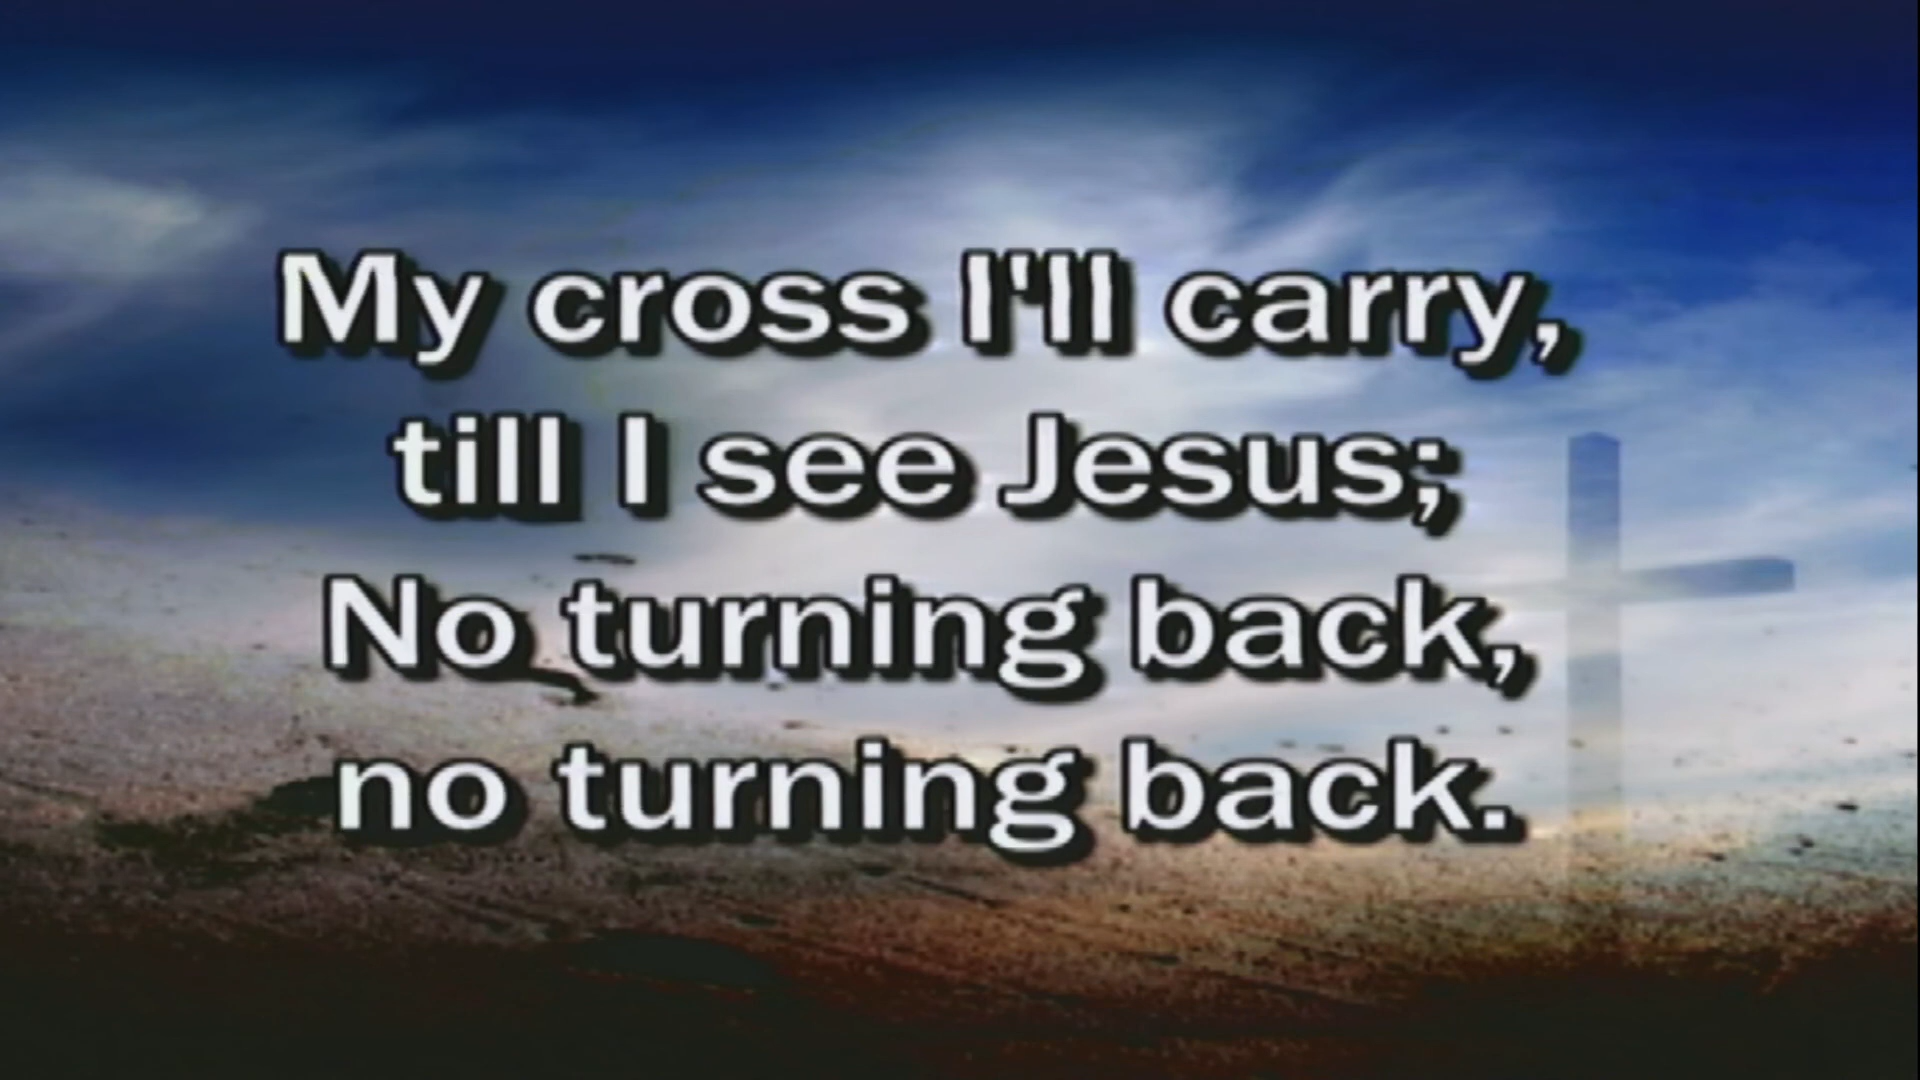 My cross I'll carry,
till I see Jesus;
No turning back,
no turning back.